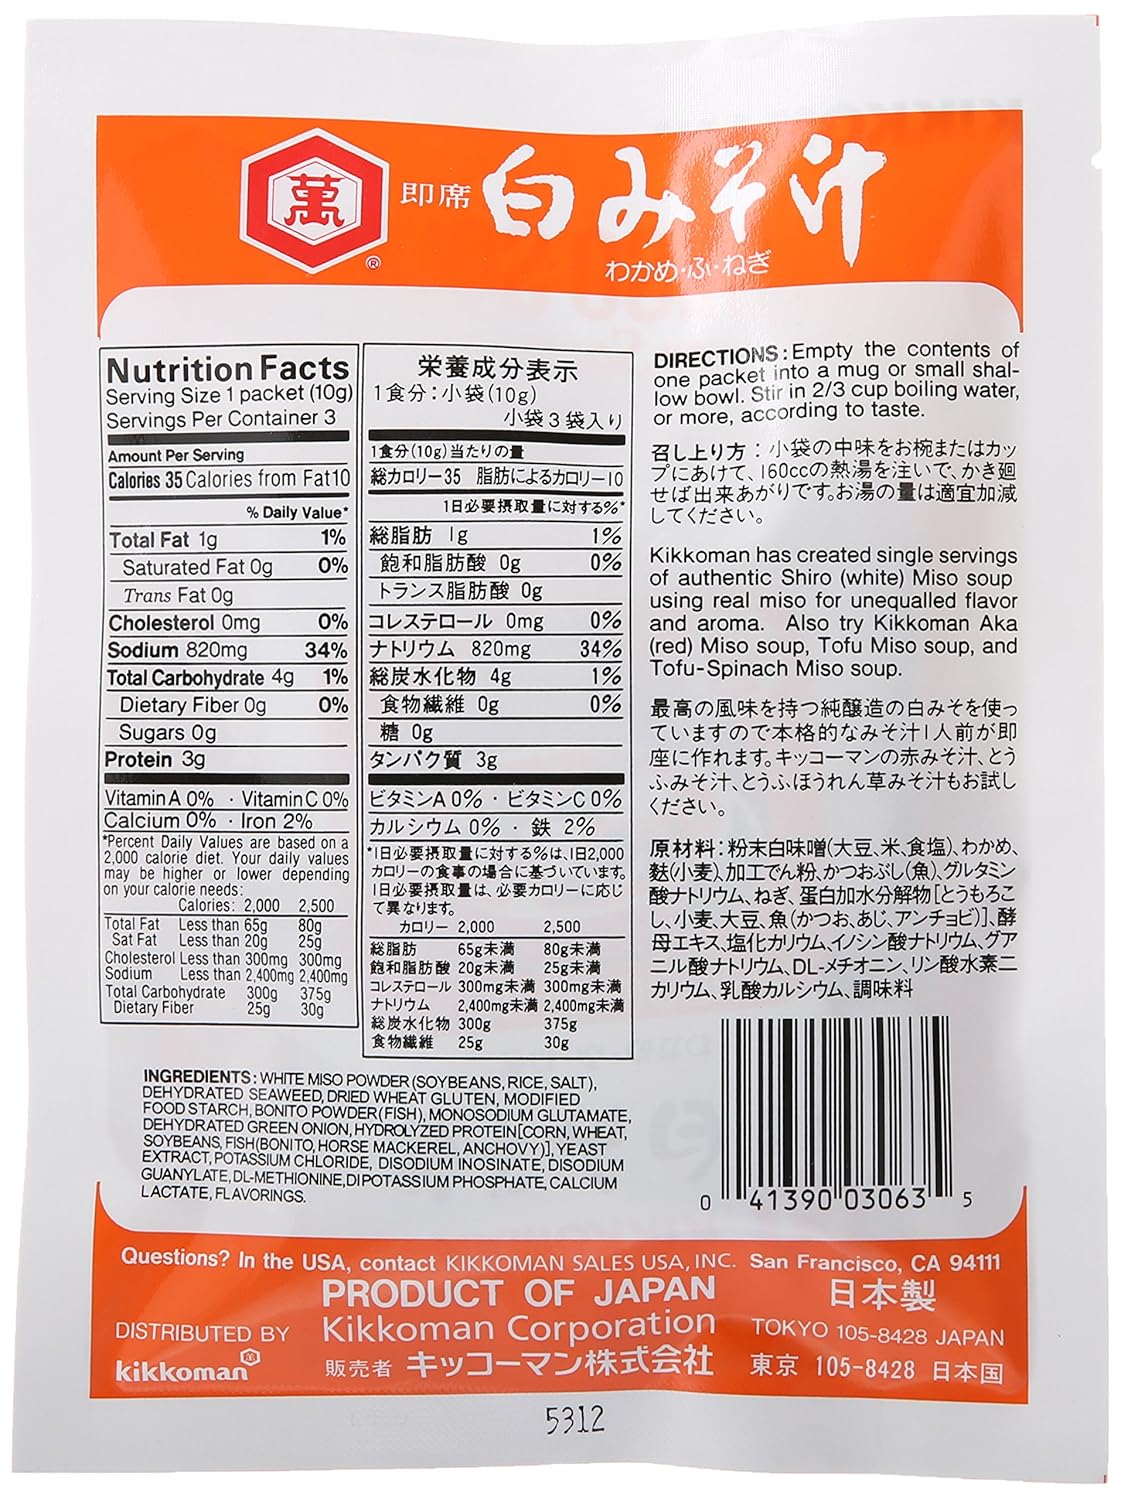 萬
®
即席 白みそ汁
わかめ・ふ・ねぎ
Nutrition Facts
Serving Size 1 packet (10g)
Servings Per Container 3
Amount Per Serving
Calories 35 Calories from Fat 10
% Daily Value*
Total Fat 1g 1%
Saturated Fat 0g 0%
Trans Fat 0g
Cholesterol 0mg 0%
Sodium 820mg 34%
Total Carbohydrate 4g 1%
Dietary Fiber 0g 0%
Sugars 0g
Protein 3g
Vitamin A 0% · Vitamin C 0%
Calcium 0% · Iron 2%
*Percent Daily Values are based on a
2,000 calorie diet. Your daily values
may be higher or lower depending
on your calorie needs:
Calories: 2,000 2,500
Total Fat Less than 65g 80g
Sat Fat Less than 20g 25g
Cholesterol Less than 300mg 300mg
Sodium Less than 2,400mg 2,400mg
Total Carbohydrate 300g 375g
Dietary Fiber 25g 30g
栄養成分表示
1食分：小袋(10g)
小袋3袋入り
1食分(10g)当たりの量
総カロリー35 脂肪によるカロリー10
1日必要摂取量に対する%*
総脂肪 1g 1%
飽和脂肪酸 0g 0%
トランス脂肪酸 0g
コレステロール 0mg 0%
ナトリウム 820mg 34%
総炭水化物 4g 1%
食物繊維 0g 0%
糖 0g
タンパク質 3g
ビタミンA 0% · ビタミンC 0%
カルシウム 0% · 鉄 2%
*1日必要摂取量に対する%は、1日2,000
カロリーの食事の場合に基づいています。
1日必要摂取量は、必要カロリーに応じ
て異なります。
カロリー 2,000 2,500
総脂肪 65g未満 80g未満
飽和脂肪酸 20g未満 25g未満
コレステロール 300mg未満 300mg未満
ナトリウム 2,400mg未満 2,400mg未満
総炭水化物 300g 375g
食物繊維 25g 30g
DIRECTIONS: Empty the contents of
one packet into a mug or small shal-
low bowl. Stir in 2/3 cup boiling water,
or more, according to taste.
召し上り方：小袋の中味をお椀またはカッ
プにあけて、160ccの熱湯を注いで、かき廻
せば出来あがりです。お湯の量は適宜加減
してください。
Kikkoman has created single servings
of authentic Shiro (white) Miso soup
using real miso for unequalled flavor
and aroma. Also try Kikkoman Aka
(red) Miso soup, Tofu Miso soup, and
Tofu-Spinach Miso soup.
最高の風味を持つ純醸造の白みそを使っ
ていますので本格的なみそ汁1人前が即
座に作れます。キッコーマンの赤みそ汁、とう
ふみそ汁、とうふほうれん草みそ汁もお試し
ください。
原材料：粉末白味噌(大豆、米、食塩)、わかめ、
麩(小麦)、加工でん粉、かつおぶし(魚)、グルタミン
酸ナトリウム、ねぎ、蛋白加水分解物[とうもろこ
し、小麦、大豆、魚(かつお、あじ、アンチョビ)]、酵
母エキス、塩化カリウム、イノシン酸ナトリウム、グア
ニル酸ナトリウム、DL-メチオニン、リン酸水素二
カリウム、乳酸カルシウム、調味料
INGREDIENTS: WHITE MISO POWDER (SOYBEANS, RICE, SALT),
DEHYDRATED SEAWEED, DRIED WHEAT GLUTEN, MODIFIED
FOOD STARCH, BONITO POWDER (FISH), MONOSODIUM GLUTAMATE,
DEHYDRATED GREEN ONION, HYDROLYZED PROTEIN [CORN, WHEAT,
SOYBEANS, FISH (BONITO, HORSE MACKEREL, ANCHOVY)], YEAST
EXTRACT, POTASSIUM CHLORIDE, DISODIUM INOSINATE, DISODIUM
GUANYLATE, DL-METHIONINE, DIPOTASSIUM PHOSPHATE, CALCIUM
LACTATE, FLAVORINGS.
0 41390 03063 5
Questions? In the USA, contact KIKKOMAN SALES USA, INC. San Francisco, CA 94111
PRODUCT OF JAPAN 日本製
DISTRIBUTED BY Kikkoman Corporation TOKYO 105-8428 JAPAN
kikkoman 萬 販売者 キッコーマン株式会社 東京 105-8428 日本国
5312